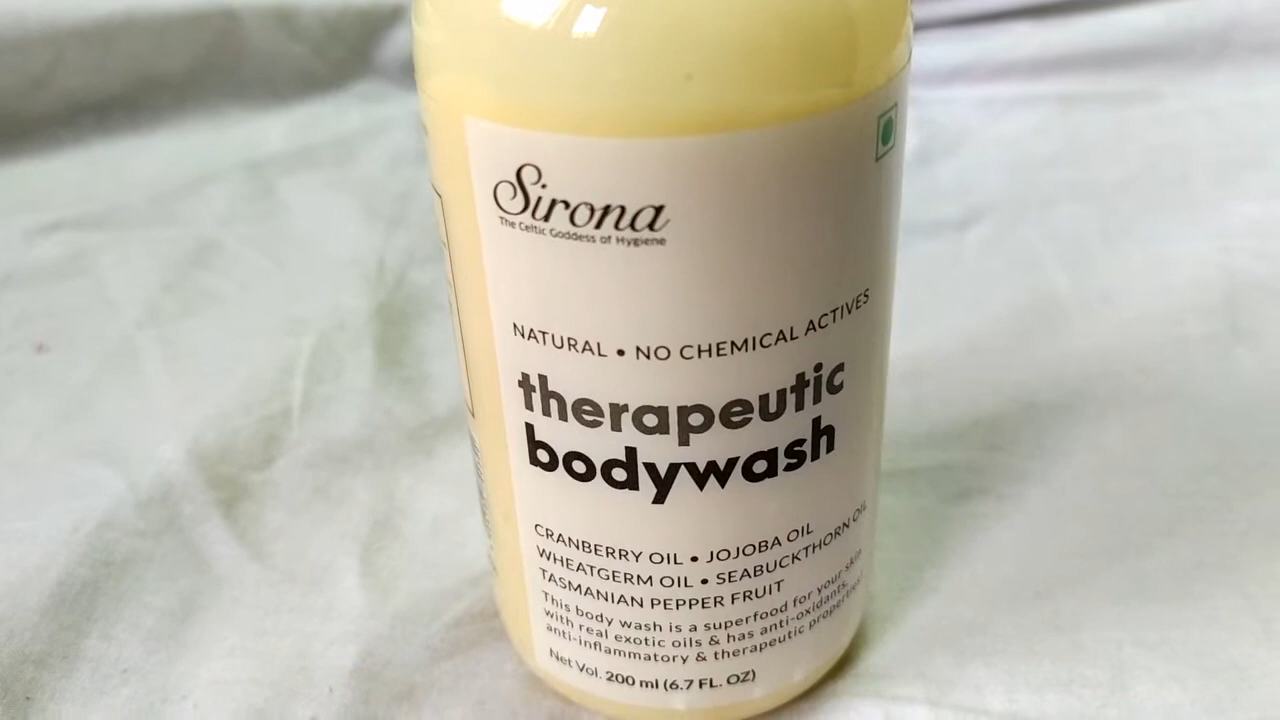 Sirona
The Celtic Goddess of Hygiene
NATURAL • NO CHEMICAL ACTIVES
therapeutic
bodywash
CRANBERRY OIL • JOJOBA OIL
WHEATGERM OIL • SEABUCKTHORN OIL
TASMANIAN PEPPER FRUIT
This body wash is a superfood for your skin
with real exotic oils & has anti-oxidants,
anti-inflammatory & therapeutic properties!
Net Vol. 200 ml (6.7 FL. OZ)